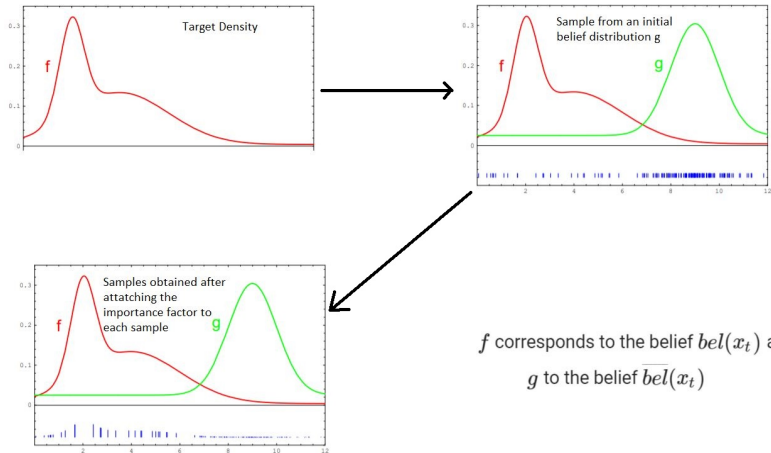 Target Density
f
0.3
0.2
0.1
0
Sample from an initial
belief distribution g
f
g
0.3
0.2
0.1
0
2 4 6 8 10 12
Samples obtained after
attatching the
importance factor to
each sample
f
g
0.3
0.2
0.1
0
2 4 6 8 10 12
f corresponds to the belief bel(xₜ) a
g to the belief b̅e̅l̅(xₜ)